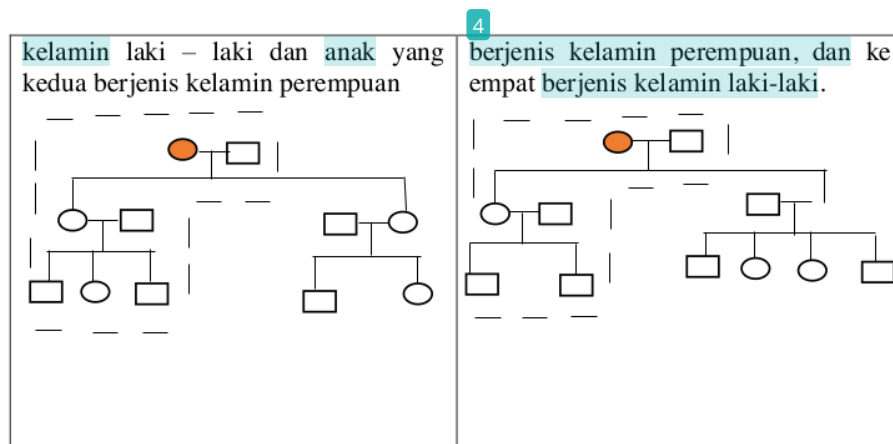 kelamin laki – laki dan anak yang
kedua berjenis kelamin perempuan
4
berjenis kelamin perempuan, dan ke
empat berjenis kelamin laki-laki.